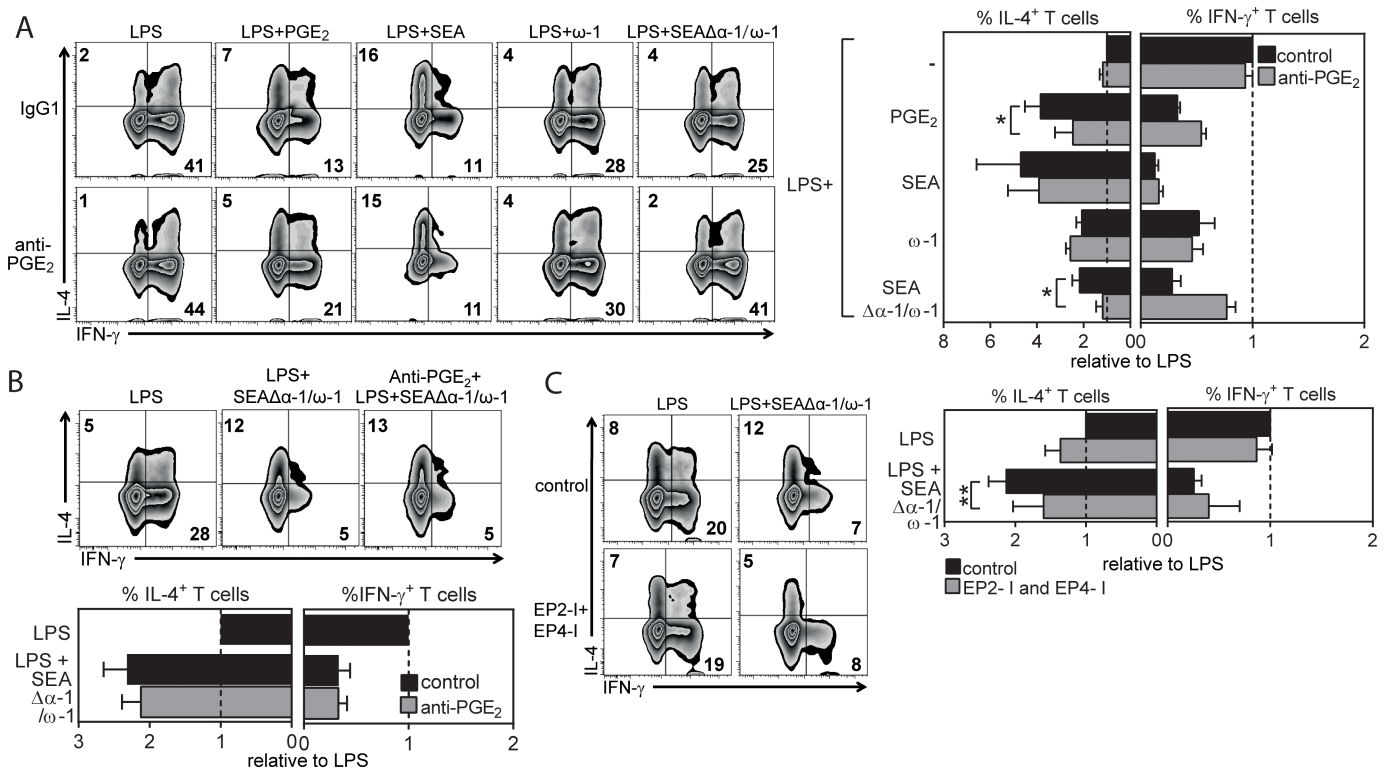 A
LPS
LPS+PGE2
LPS+SEA
LPS+ω-1
LPS+SEAΔα-1/ω-1
IgG1
2
41
7
13
16
11
4
28
4
25
anti-
PGE2
1
44
5
21
15
11
4
30
2
41
IL-4
IFN-γ
% IL-4+ T cells
% IFN-γ+ T cells
LPS+
-
PGE2
*
SEA
ω-1
SEA
Δα-1/ω-1
*
control
anti-PGE2
8 6 4 2 0 0 1 2
relative to LPS
B
LPS
LPS+
SEAΔα-1/ω-1
Anti-PGE2+
LPS+SEAΔα-1/ω-1
5
28
12
5
13
5
IL-4
IFN-γ
% IL-4+ T cells
%IFN-γ+ T cells
LPS
LPS +
SEA
Δα-1
/ω-1
control
anti-PGE2
3 2 1 0 0 1 2
relative to LPS
C
LPS
LPS+SEAΔα-1/ω-1
control
8
20
12
7
EP2-I+
EP4-I
7
19
5
8
IL-4
IFN-γ
% IL-4+ T cells
% IFN-γ+ T cells
LPS
LPS +
SEA
Δα-1/
ω-1
**
3 2 1 0 0 1 2
relative to LPS
control
EP2- I and EP4- I